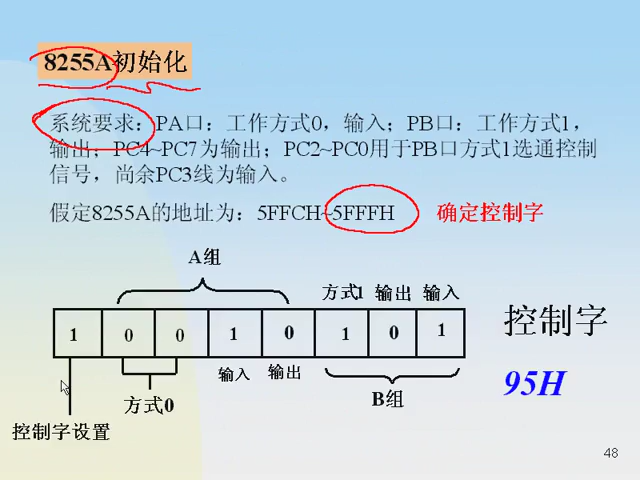 8255A初始化
系统要求：PA口：工作方式0，输入；PB口：工作方式1，
输出；PC4~PC7为输出；PC2~PC0用于PB口方式1选通控制
信号，尚余PC3线为输入。
假定8255A的地址为：5FFCH~5FFFH 确定控制字
A组
方式1 输出 输入
1 0 0 1 0 1 0 1
控制字
输入 输出
95H
方式0
B组
控制字设置
48